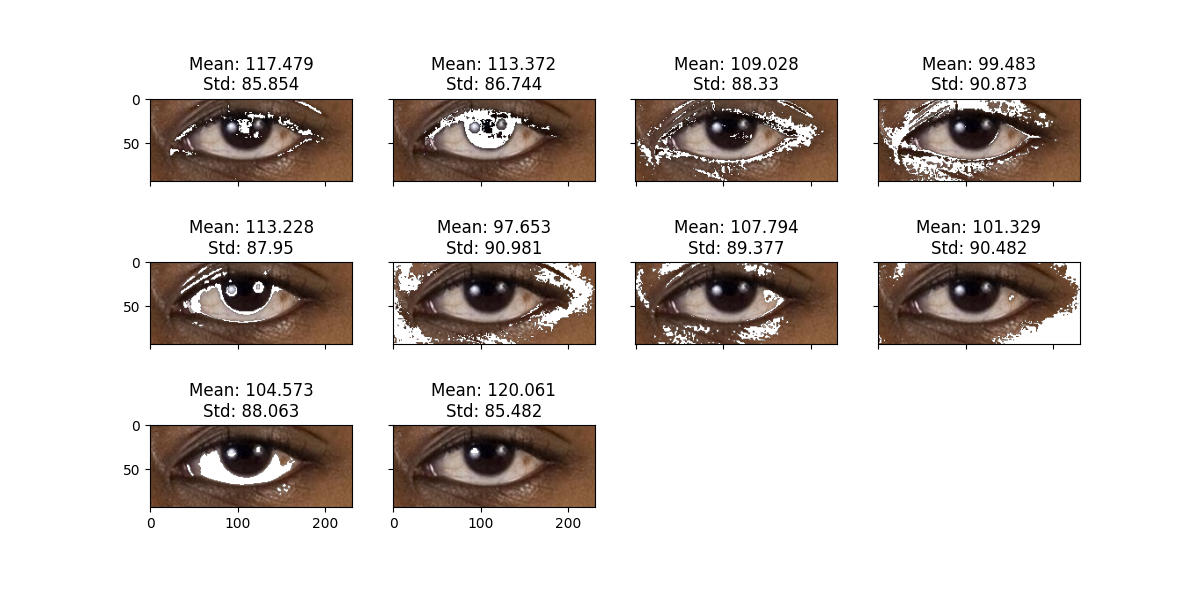 Mean: 117.479
Std: 85.854
Mean: 113.372
Std: 86.744
Mean: 109.028
Std: 88.33
Mean: 99.483
Std: 90.873
0
50
Mean: 113.228
Std: 87.95
Mean: 97.653
Std: 90.981
Mean: 107.794
Std: 89.377
Mean: 101.329
Std: 90.482
0
50
Mean: 104.573
Std: 88.063
Mean: 120.061
Std: 85.482
0
50
0 100 200
0 100 200